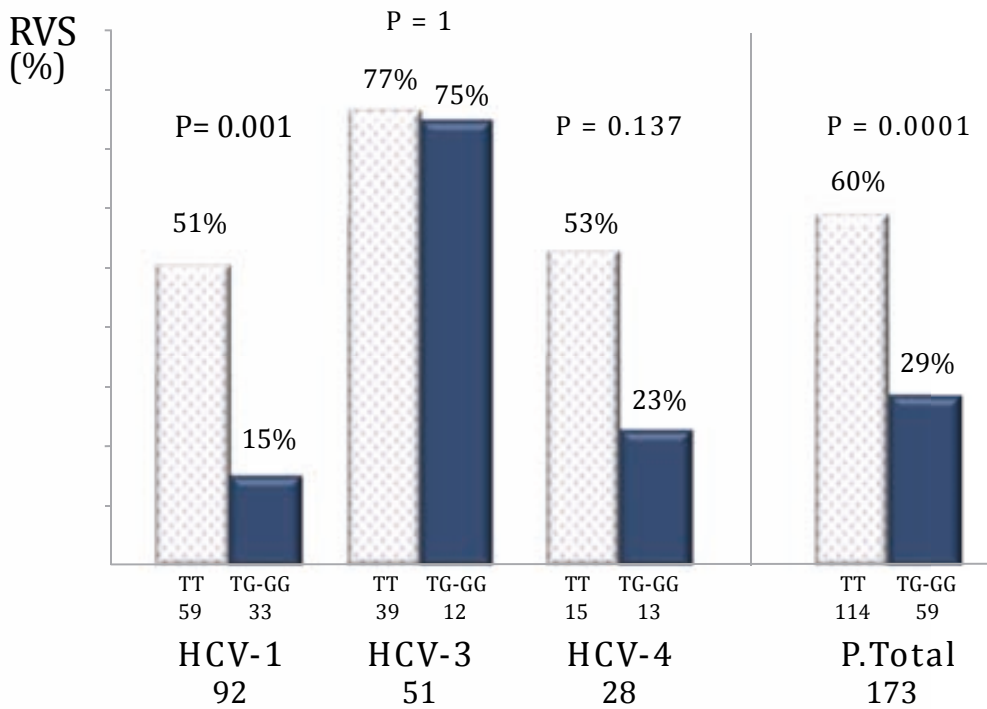 RVS
(%)
P = 1
P= 0.001
P = 0.137
P = 0.0001
77%
75%
51%
53%
60%
15%
23%
29%
TT TG-GG TT TG-GG TT TG-GG TT TG-GG
59 33 39 12 15 13 114 59
HCV-1 HCV-3 HCV-4 P.Total
92 51 28 173